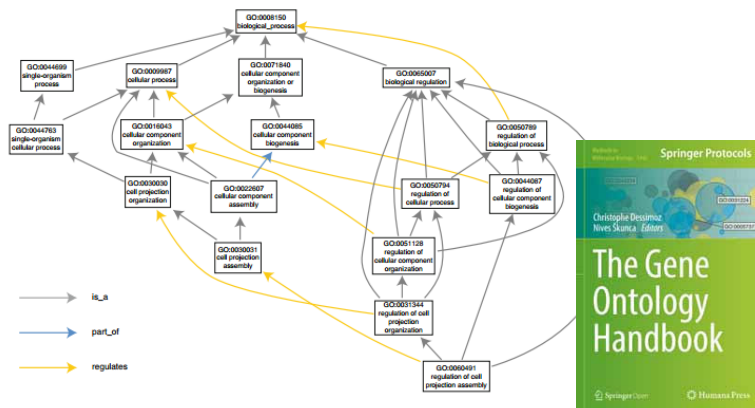 GO:0008150
biological_process
GO:0044699
single-organism
process
GO:0009987
cellular process
GO:0071840
cellular component
organization or
biogenesis
GO:0065007
biological regulation
GO:0044763
single-organism
cellular process
GO:0016043
cellular component
organization
GO:0044085
cellular component
biogenesis
GO:0050789
regulation of
biological process
GO:0030030
cell projection
organization
GO:0022607
cellular component
assembly
GO:0050794
regulation of
cellular process
GO:0044087
regulation of
cellular component
biogenesis
GO:0030031
cell projection
assembly
GO:0051128
regulation of
cellular component
organization
GO:0031344
regulation of cell
projection
organization
GO:0060491
regulation of cell
projection assembly
is_a
part_of
regulates
Springer Protocols
Christophe Dessimoz
Nives Škunca Editors
The Gene
Ontology
Handbook
Springer Open
Humana Press